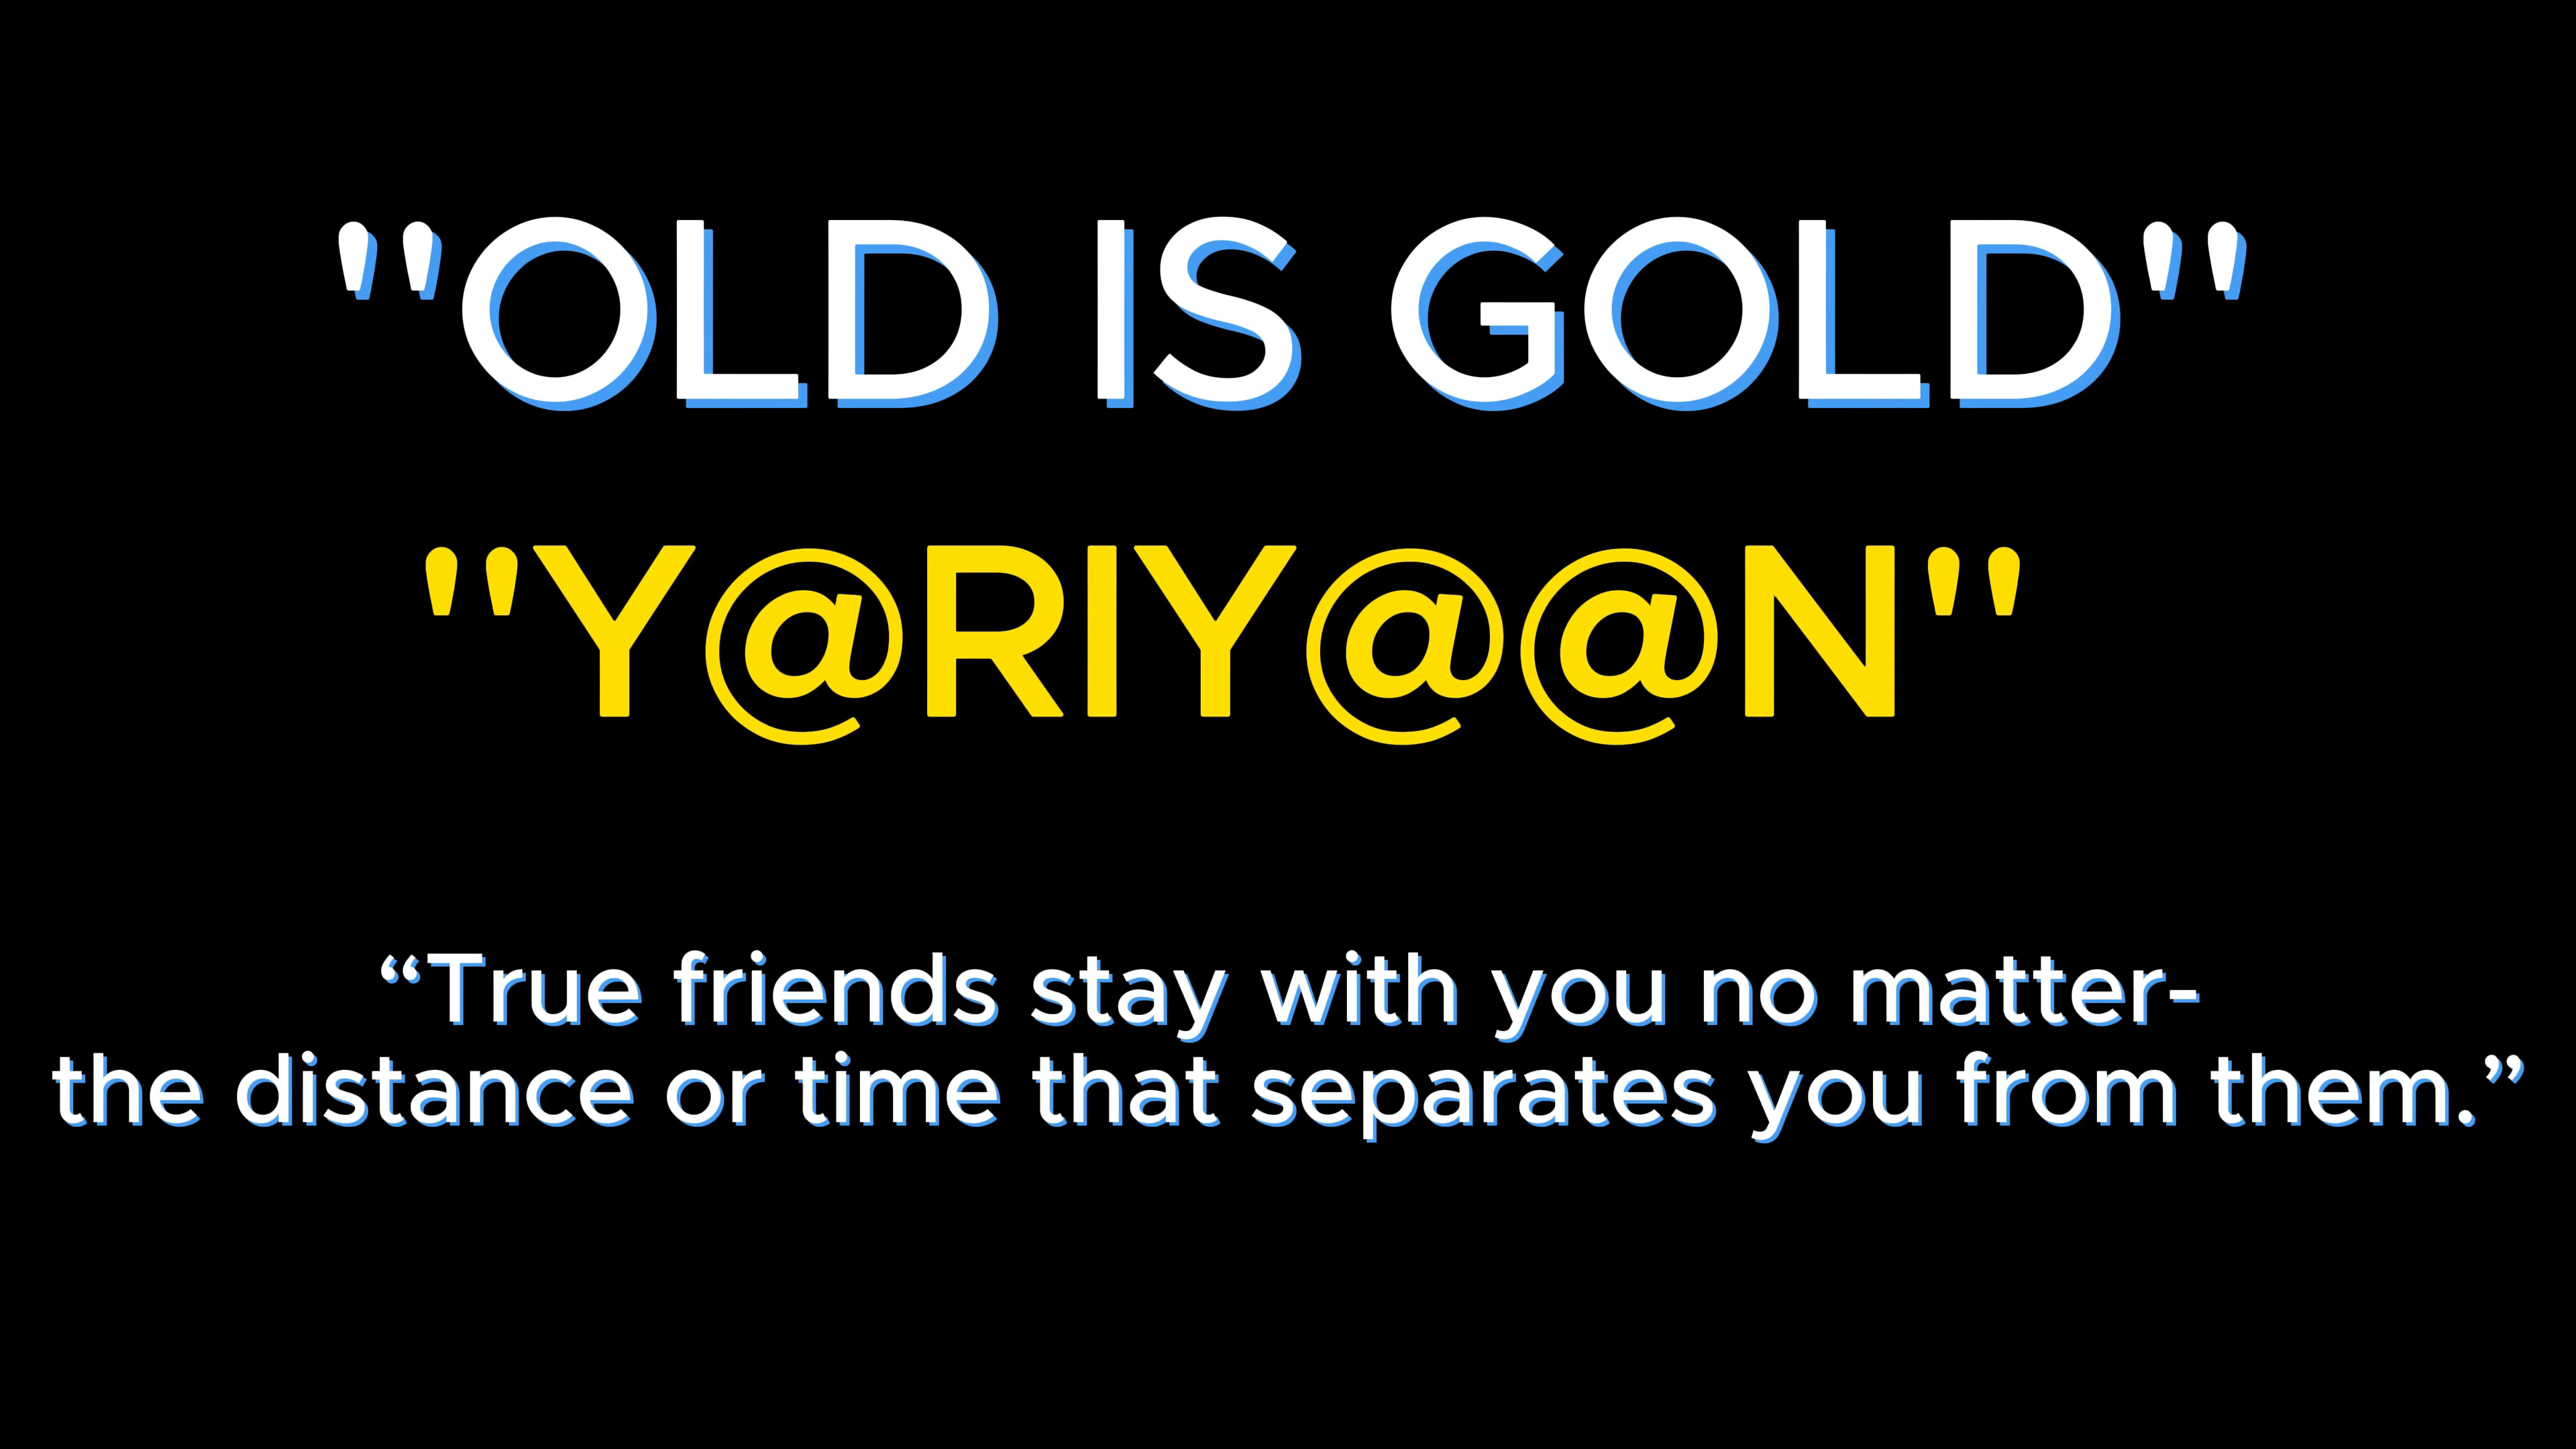 "OLD IS GOLD"
"Y@RIY@@N"
“True friends stay with you no matter-
the distance or time that separates you from them.”